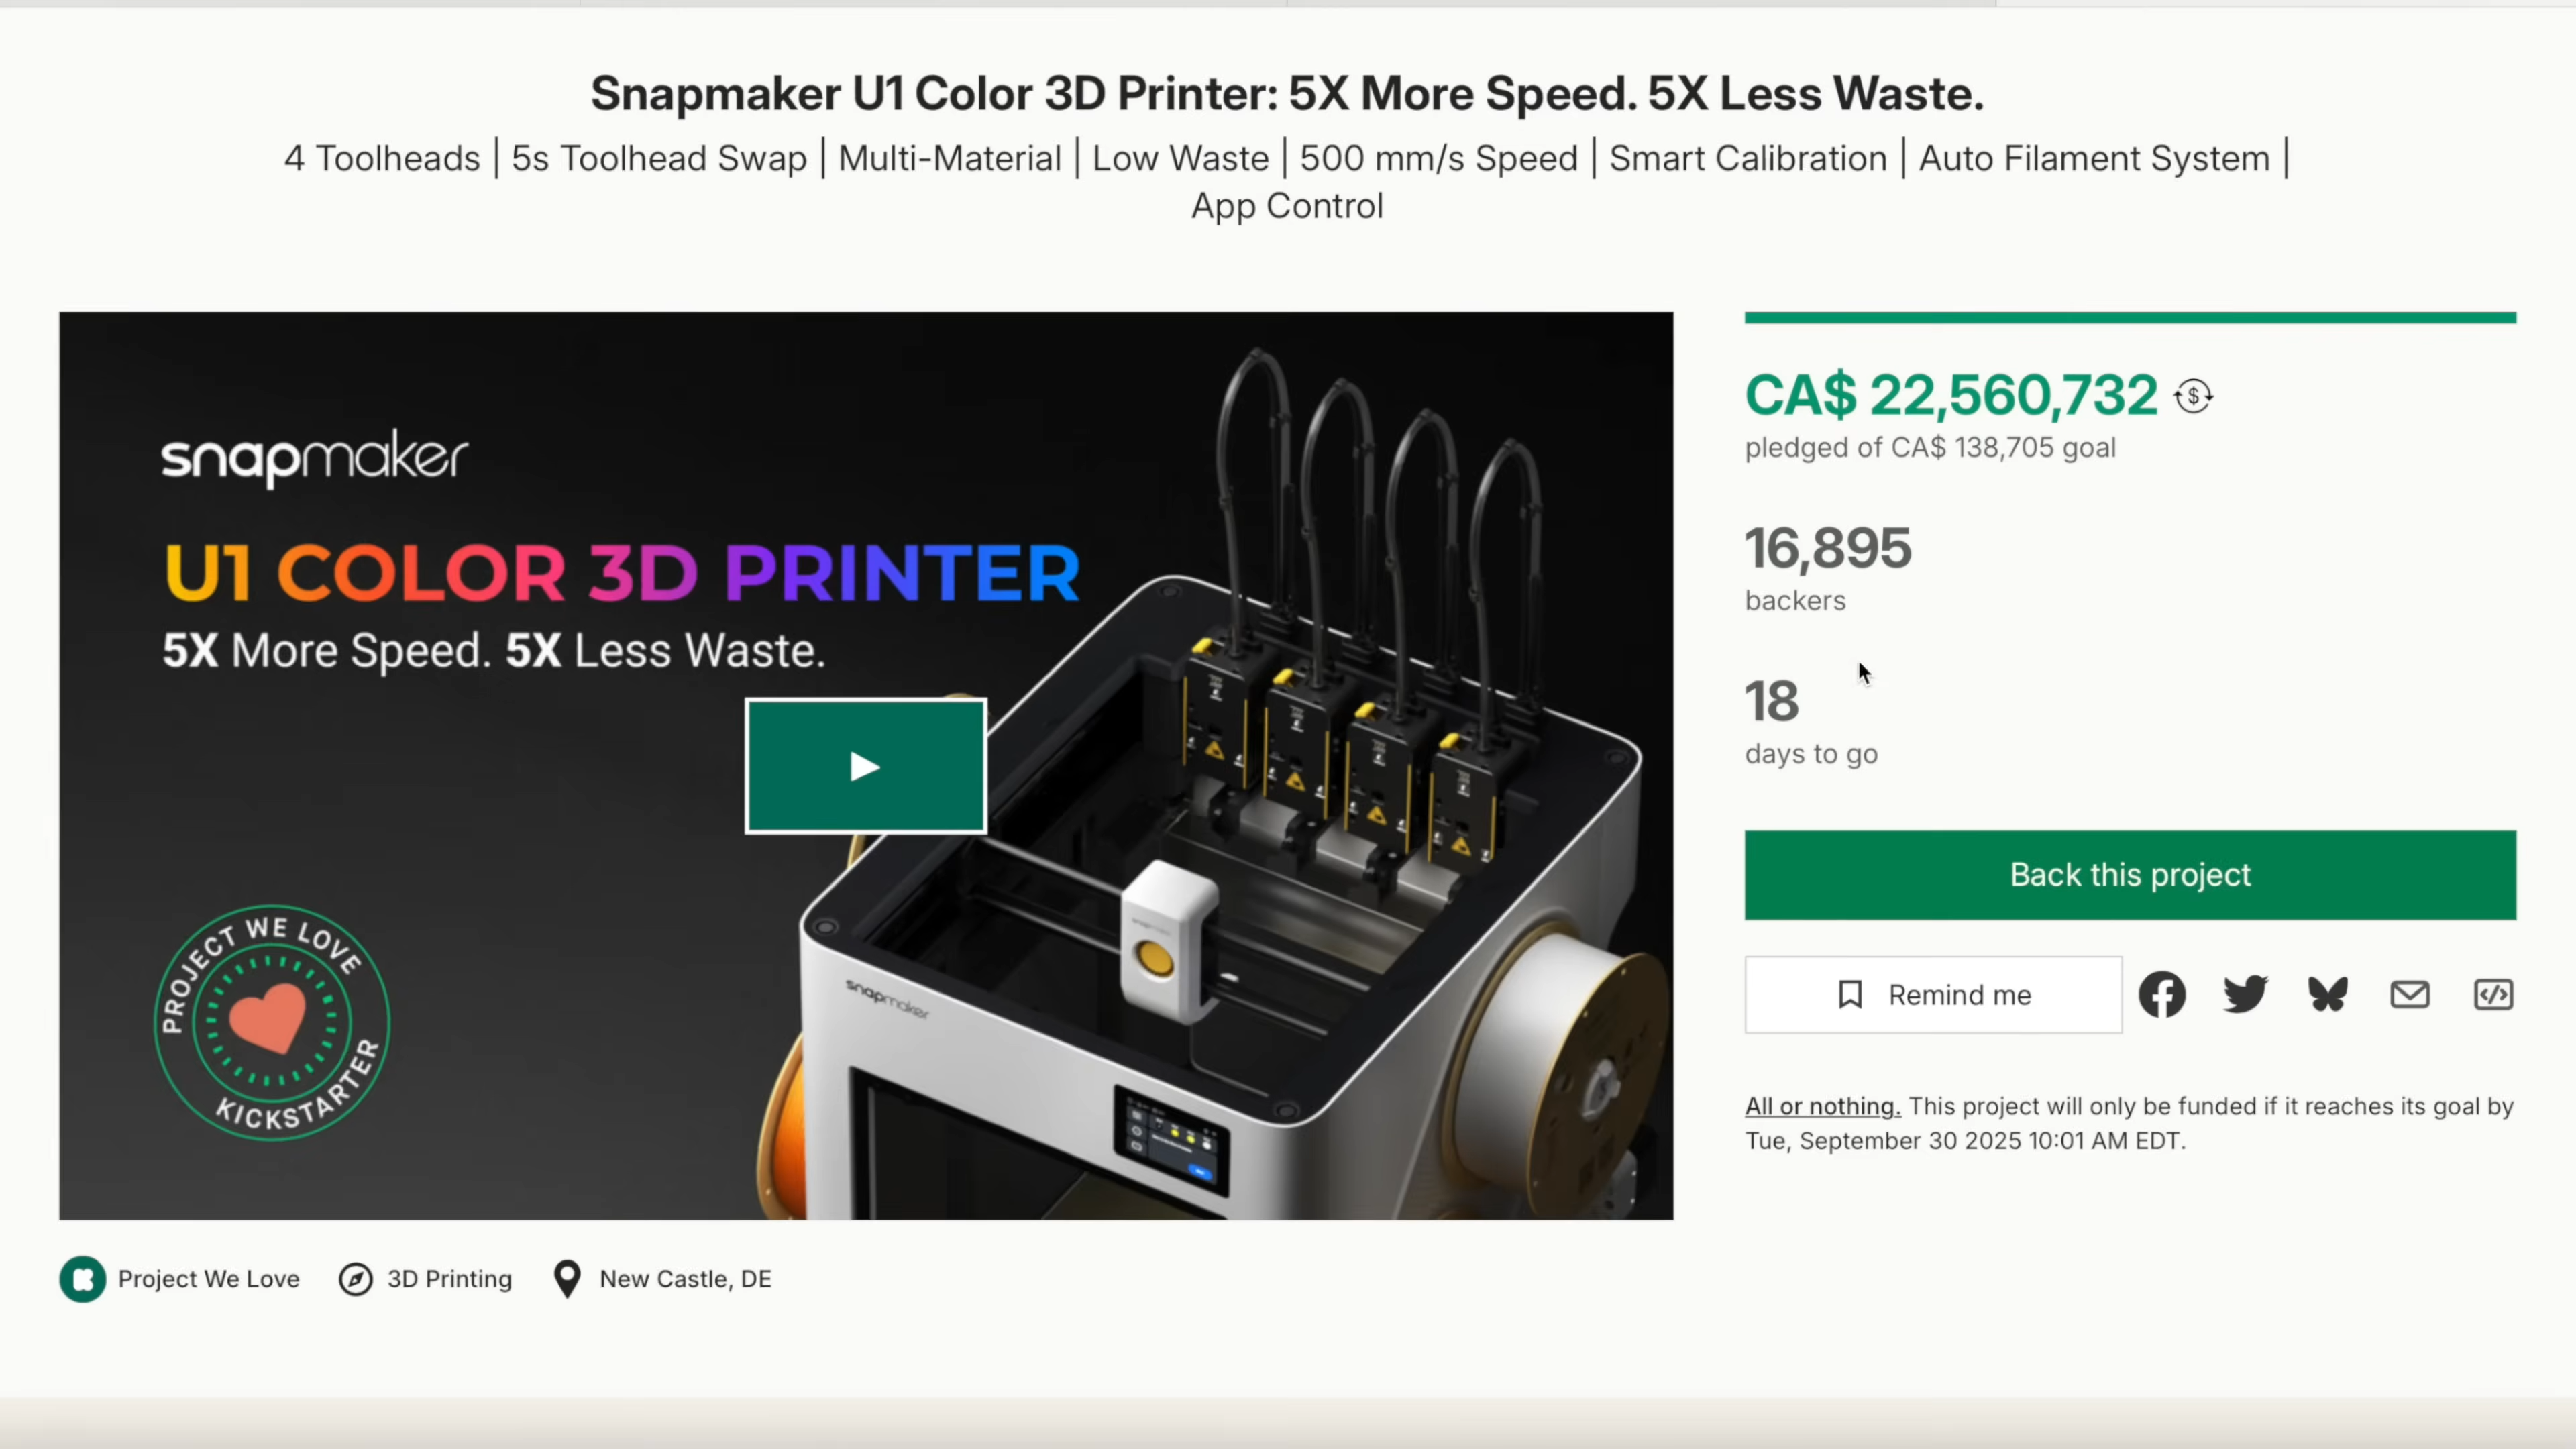 Snapmaker U1 Color 3D Printer: 5X More Speed. 5X Less Waste.
4 Toolheads | 5s Toolhead Swap | Multi-Material | Low Waste | 500 mm/s Speed | Smart Calibration | Auto Filament System |
App Control
snapmaker
U1 COLOR 3D PRINTER
5X More Speed. 5X Less Waste.
PROJECT WE LOVE
KICKSTARTER
snapmaker
CA$ 22,560,732
pledged of CA$ 138,705 goal
16,895
backers
18
days to go
Back this project
Remind me
All or nothing. This project will only be funded if it reaches its goal by
Tue, September 30 2025 10:01 AM EDT.
Project We Love
3D Printing
New Castle, DE